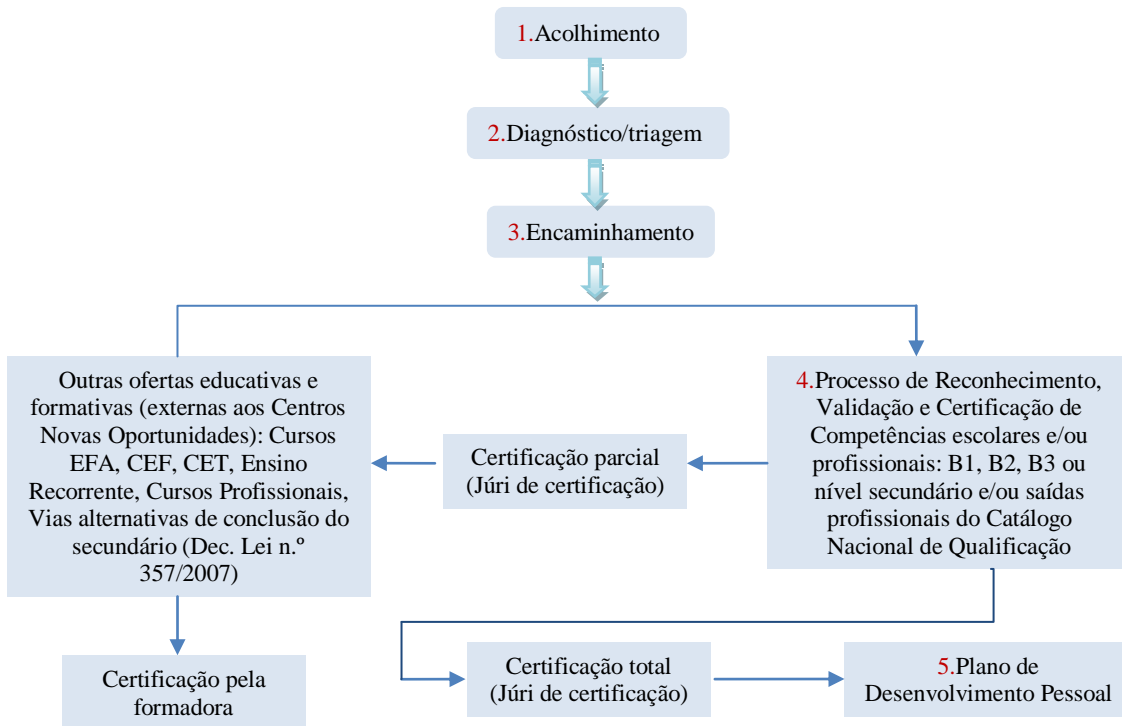 1.Acolhimento
2.Diagnóstico/triagem
3.Encaminhamento
Outras ofertas educativas e
formativas (externas aos Centros
Novas Oportunidades): Cursos
EFA, CEF, CET, Ensino
Recorrente, Cursos Profissionais,
Vias alternativas de conclusão do
secundário (Dec. Lei n.º
357/2007)
Certificação parcial
(Júri de certificação)
4.Processo de Reconhecimento,
Validação e Certificação de
Competências escolares e/ou
profissionais: B1, B2, B3 ou
nível secundário e/ou saídas
profissionais do Catálogo
Nacional de Qualificação
Certificação pela
formadora
Certificação total
(Júri de certificação)
5.Plano de
Desenvolvimento Pessoal